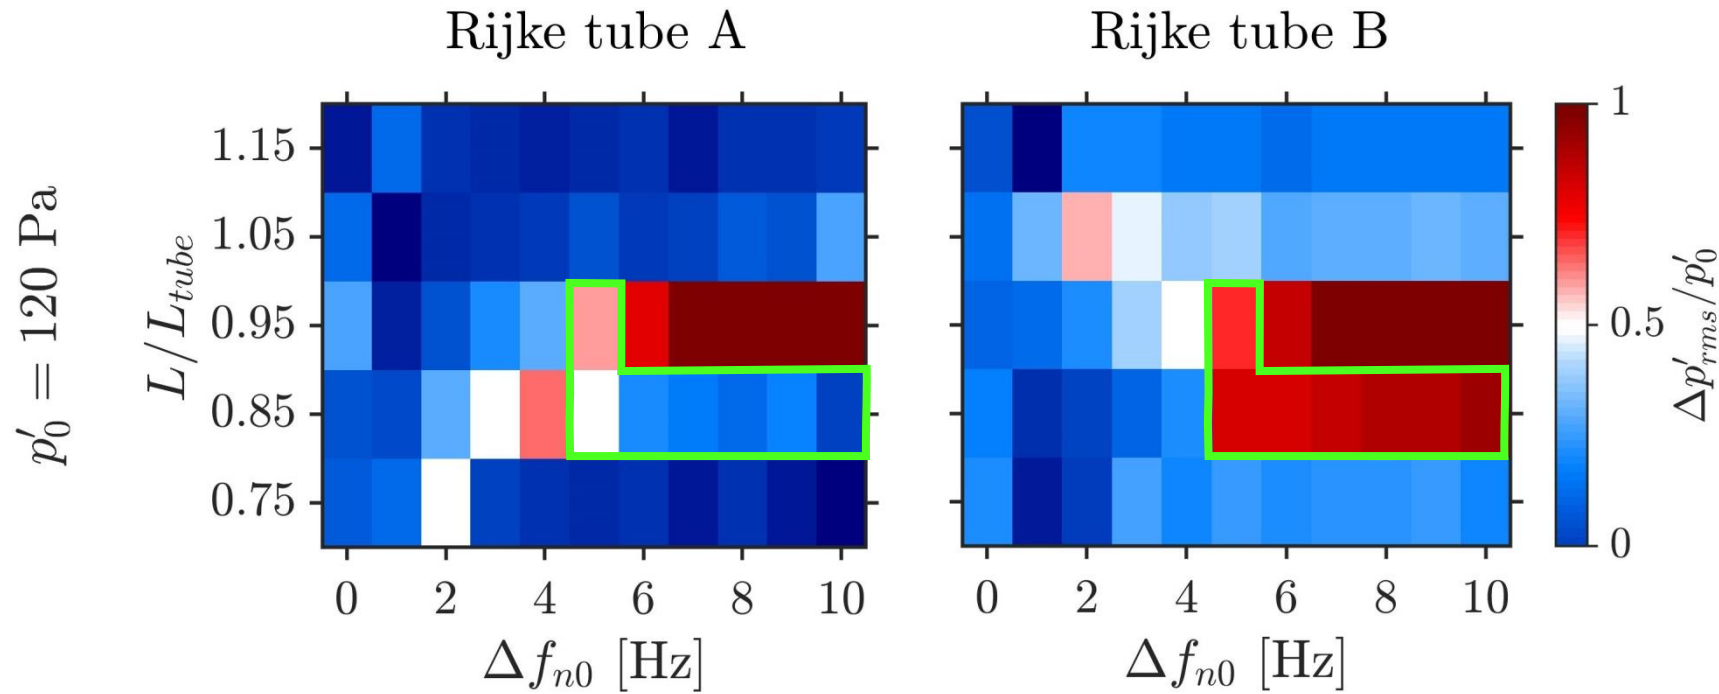 Rijke tube A
Rijke tube B
p′₀ = 120 Pa
L/L_tube
1.15
1.05
0.95
0.85
0.75
0 2 4 6 8 10
Δf_n0 [Hz]
0 2 4 6 8 10
Δf_n0 [Hz]
1
0.5
0
Δp′_rms/p′₀